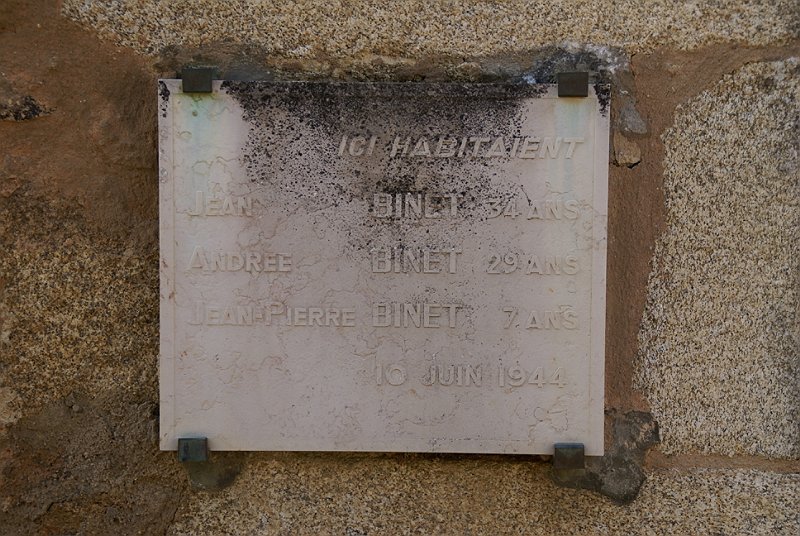 ICI HABITAIENT
JEAN BINET 34 ANS
ANDREE BINET 29 ANS
JEAN-PIERRE BINET 7 ANS
10 JUIN 1944